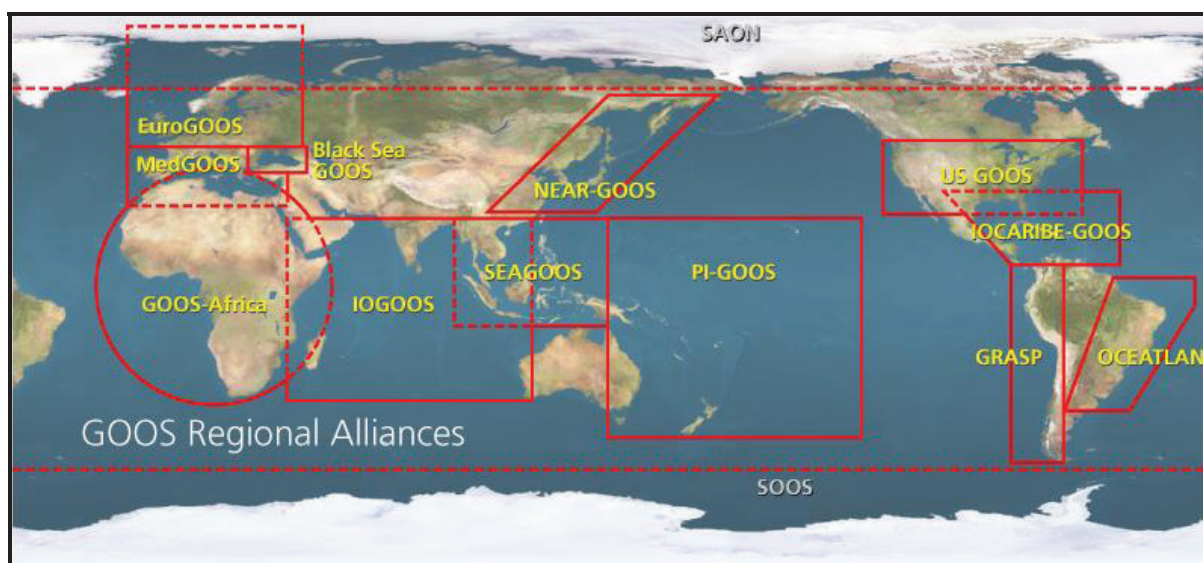 SAON
EuroGOOS
MedGOOS
Black Sea
GOOS
NEAR-GOOS
US GOOS
IOCARIBE-GOOS
GOOS-Africa
IOGOOS
SEAGOOS
PI-GOOS
GRASP
OCEATLAN
GOOS Regional Alliances
SOOS